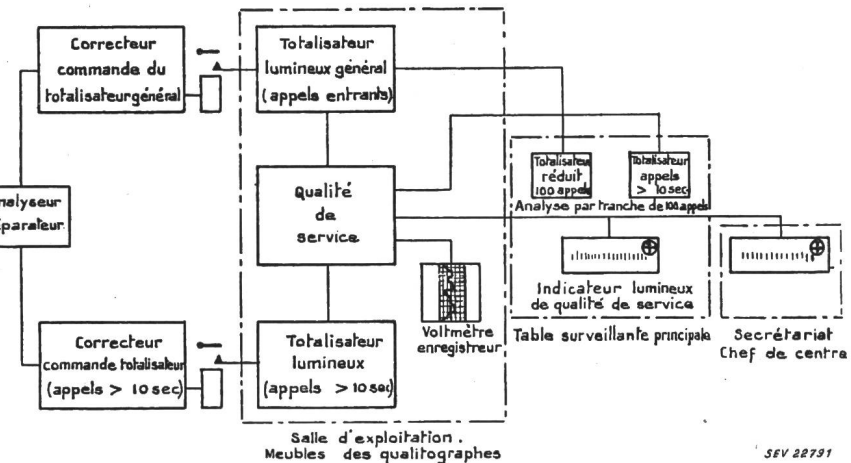 Correcteur
commande du
totalisateur général
Totalisateur
lumineux général
(appels entrants)
Totalisateur
réduit
100 appels
Totalisateur
appels
> 10 sec
Analyse par tranche de 100 appels
Qualité
de
service
Indicateur lumineux
de qualité de service
Voltmètre
enregistreur
Table surveillante principale
Secrétariat
Chef de centre
Correcteur
commande totalisateur
(appels > 10 sec)
Totalisateur
lumineux
(appels > 10 sec)
Salle d'exploitation.
Meubles des qualitographes
SEV 22791